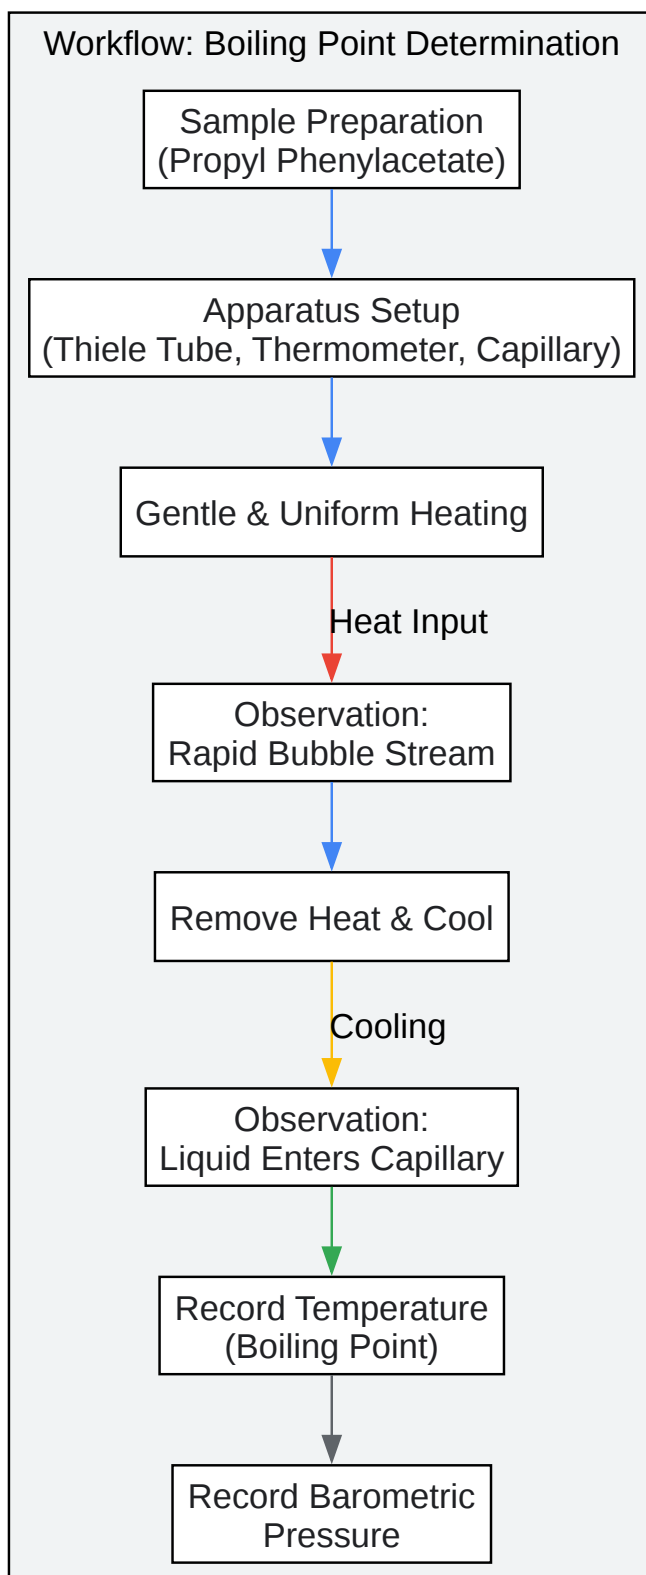 Workflow: Boiling Point Determination
Sample Preparation
(Propyl Phenylacetate)
Apparatus Setup
(Thiele Tube, Thermometer, Capillary)
Gentle & Uniform Heating
Heat Input
Observation:
Rapid Bubble Stream
Remove Heat & Cool
Cooling
Observation:
Liquid Enters Capillary
Record Temperature
(Boiling Point)
Record Barometric
Pressure